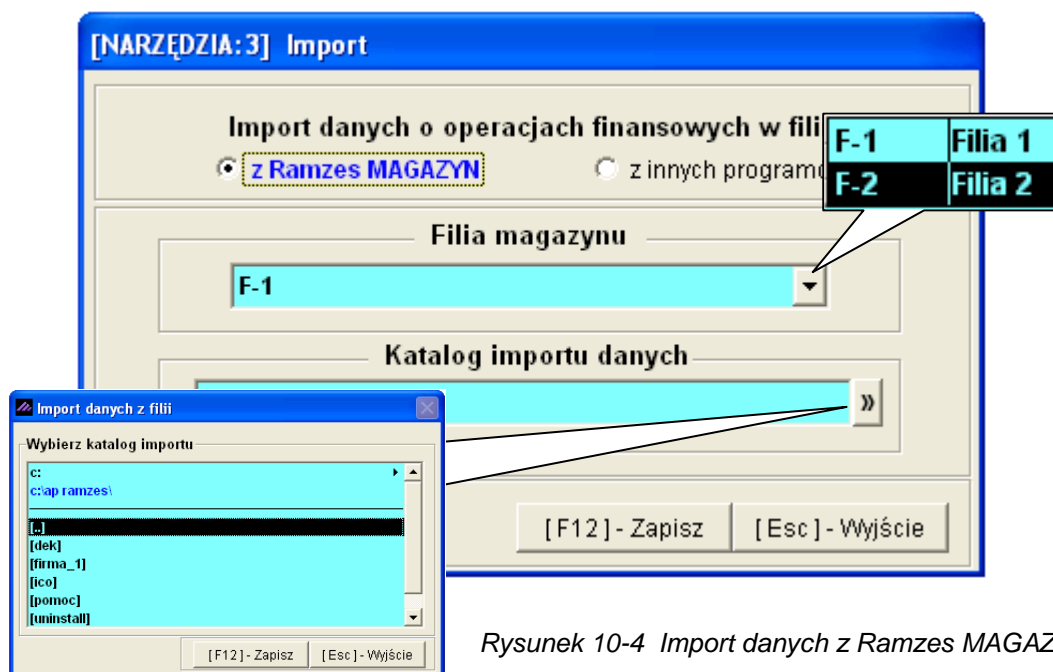 [NARZĘDZIA:3] Import
Import danych o operacjach finansowych w fili
z Ramzes MAGAZYN
z innych programó
F-1 Filia 1
F-2 Filia 2
Filia magazynu
F-1
Katalog importu danych
»
Import danych z filii
Wybierz katalog importu
c:
c:\ap ramzes\
[..]
[dek]
[firma_1]
[ico]
[pomoc]
[uninstall]
[F12]-Zapisz [Esc]-Wyjście
[F12]-Zapisz [Esc]-Wyjście
Rysunek 10-4 Import danych z Ramzes MAGAZ